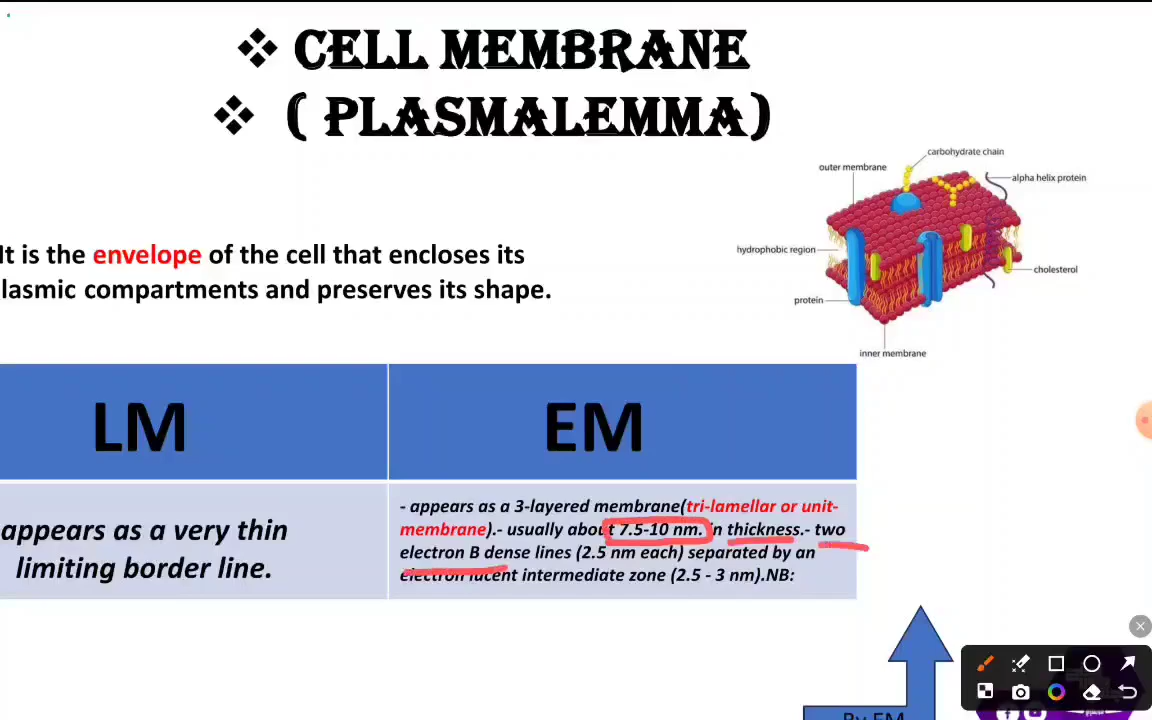 ❖ CELL MEMBRANE
❖ ( PLASMALEMMA)
carbohydrate chain
outer membrane
alpha helix protein
hydrophobic region
cholesterol
protein
inner membrane
It is the envelope of the cell that encloses its
lasmic compartments and preserves its shape.
LM
EM
appears as a very thin
limiting border line.
- appears as a 3-layered membrane(tri-lamellar or unit-
membrane).- usually about 7.5-10 nm. in thickness.- two
electron B dense lines (2.5 nm each) separated by an
electron lucent intermediate zone (2.5 - 3 nm).NB:
By EM